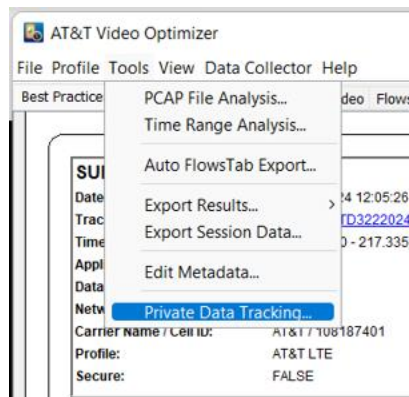 AT&T Video Optimizer
File Profile Tools View Data Collector Help
Best Practice deo Flows
PCAP File Analysis...
Time Range Analysis...
Auto FlowsTab Export...
Export Results... >
Export Session Data...
Edit Metadata...
Private Data Tracking...
SU
Date 24 12:05:26
Trac TD3222024
Time 0 - 217.335
Appl
Data
Netw
Carrier Name / Cell ID: AT&T / 108187401
Profile: AT&T LTE
Secure: FALSE